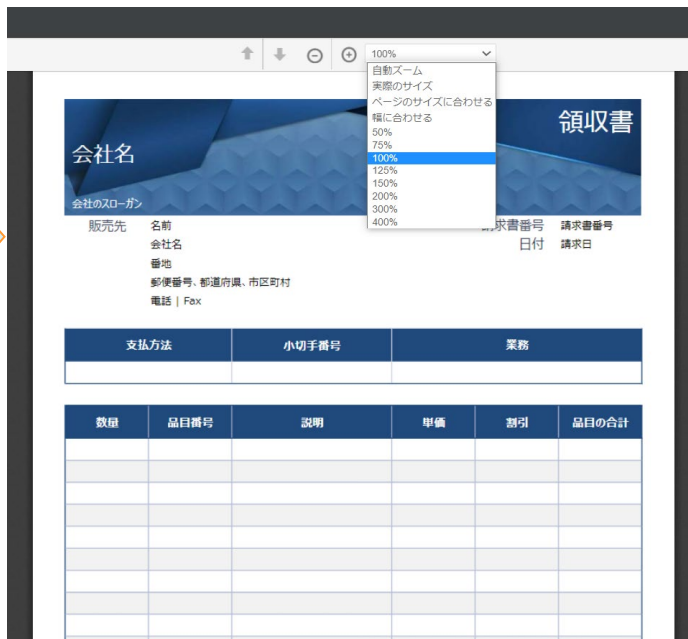 100%
自動ズーム
実際のサイズ
ページのサイズに合わせる
幅に合わせる
50%
75%
100%
125%
150%
200%
300%
400%
領収書
会社名
会社のスローガン
販売先 名前
会社名
番地
郵便番号、都道府県、市区町村
電話 | Fax
求書番号 請求書番号
日付 請求日
支払方法 小切手番号 業務
数量 品目番号 説明 単価 割引 品目の合計